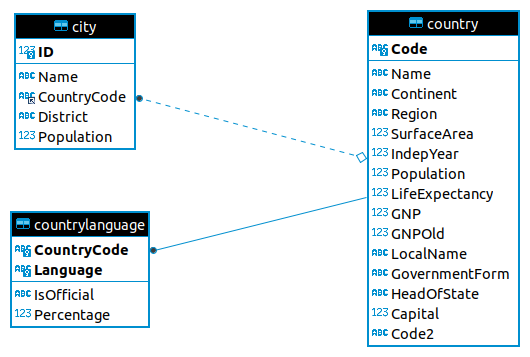 city
123 ID
ABC Name
ABC CountryCode
ABC District
123 Population
country
ABC Code
ABC Name
ABC Continent
ABC Region
123 SurfaceArea
123 IndepYear
123 Population
123 LifeExpectancy
123 GNP
123 GNPOld
ABC LocalName
ABC GovernmentForm
ABC HeadOfState
123 Capital
ABC Code2
countrylanguage
ABC CountryCode
ABC Language
ABC IsOfficial
123 Percentage